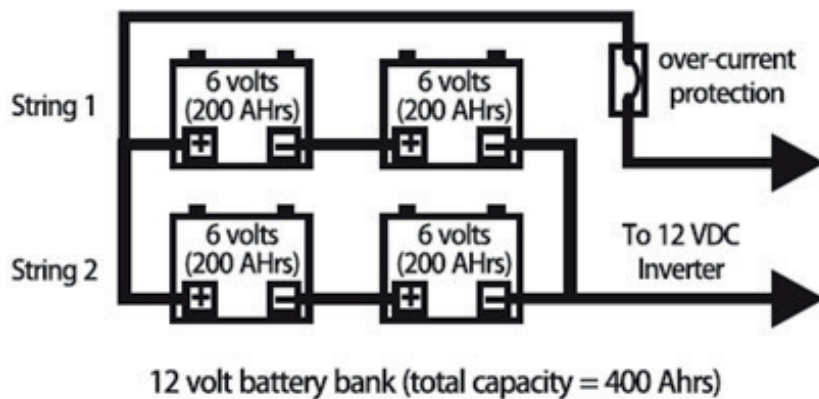 String 1
6 volts
(200 AHrs)
+
−
6 volts
(200 AHrs)
+
−
over-current
protection
String 2
6 volts
(200 AHrs)
+
−
6 volts
(200 AHrs)
+
−
To 12 VDC
Inverter
12 volt battery bank (total capacity = 400 Ahrs)